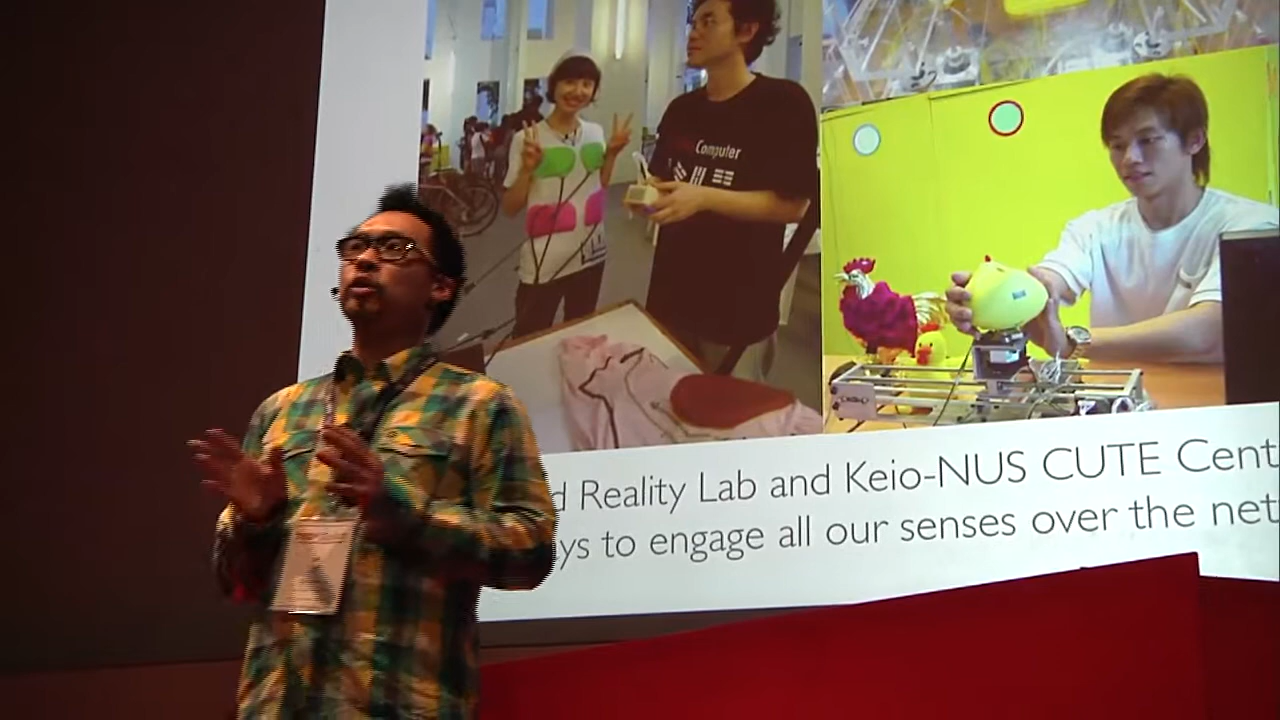 Computer
d Reality Lab and Keio-NUS CUTE Cent
ys to engage all our senses over the net